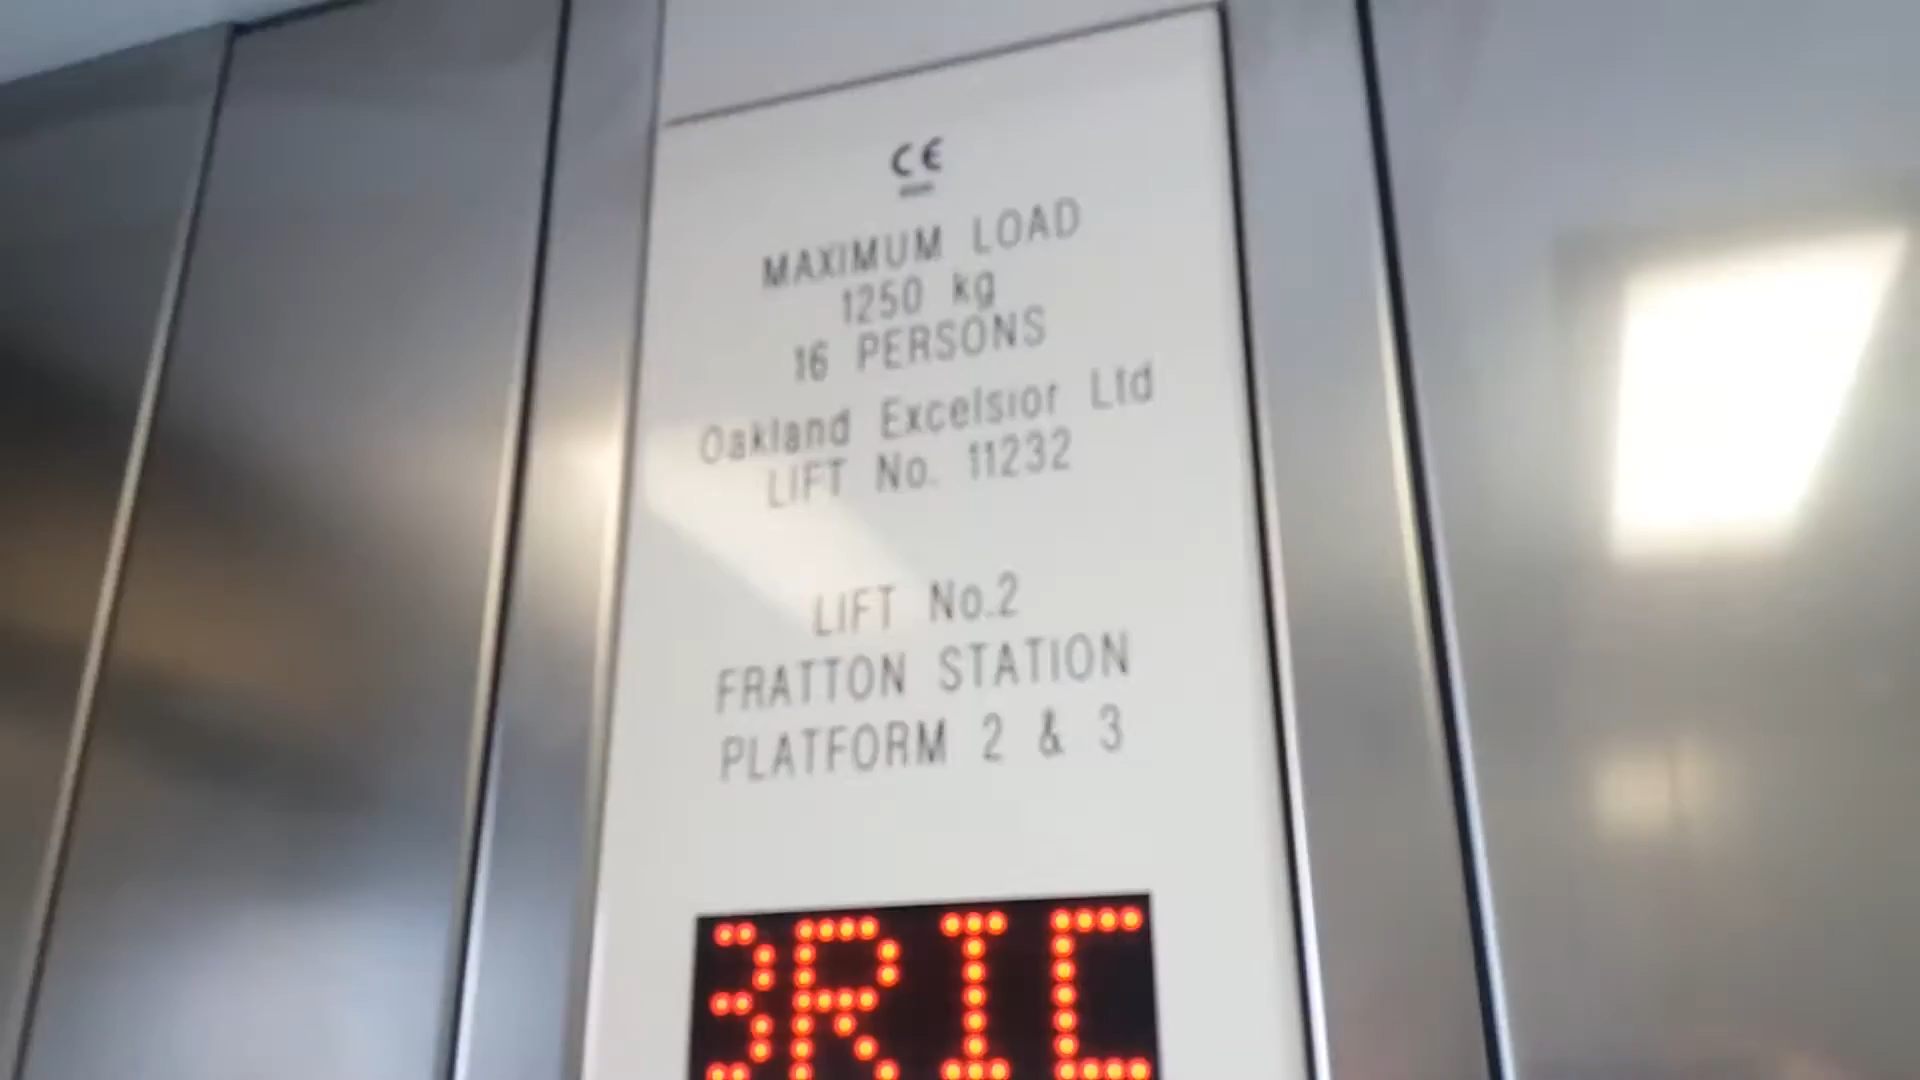 CE
MAXIMUM LOAD
1250 kg
16 PERSONS
Oakland Excelsior Ltd
LIFT No. 11232
LIFT No.2
FRATTON STATION
PLATFORM 2 & 3